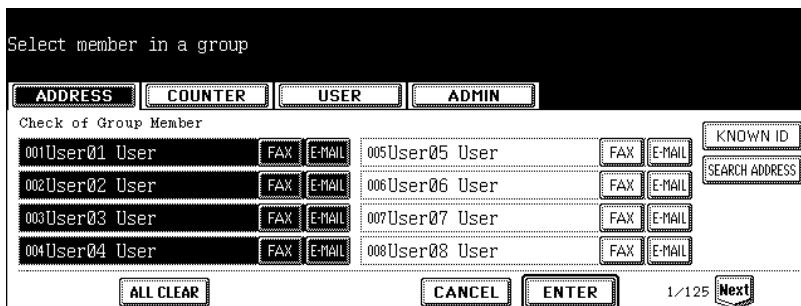 Select member in a group
ADDRESS COUNTER USER ADMIN
Check of Group Member
KNOWN ID
001User01 User FAX E-MAIL 005User05 User FAX E-MAIL
SEARCH ADDRESS
002User02 User FAX E-MAIL 006User06 User FAX E-MAIL
003User03 User FAX E-MAIL 007User07 User FAX E-MAIL
004User04 User FAX E-MAIL 008User08 User FAX E-MAIL
ALL CLEAR CANCEL ENTER 1/125 Next